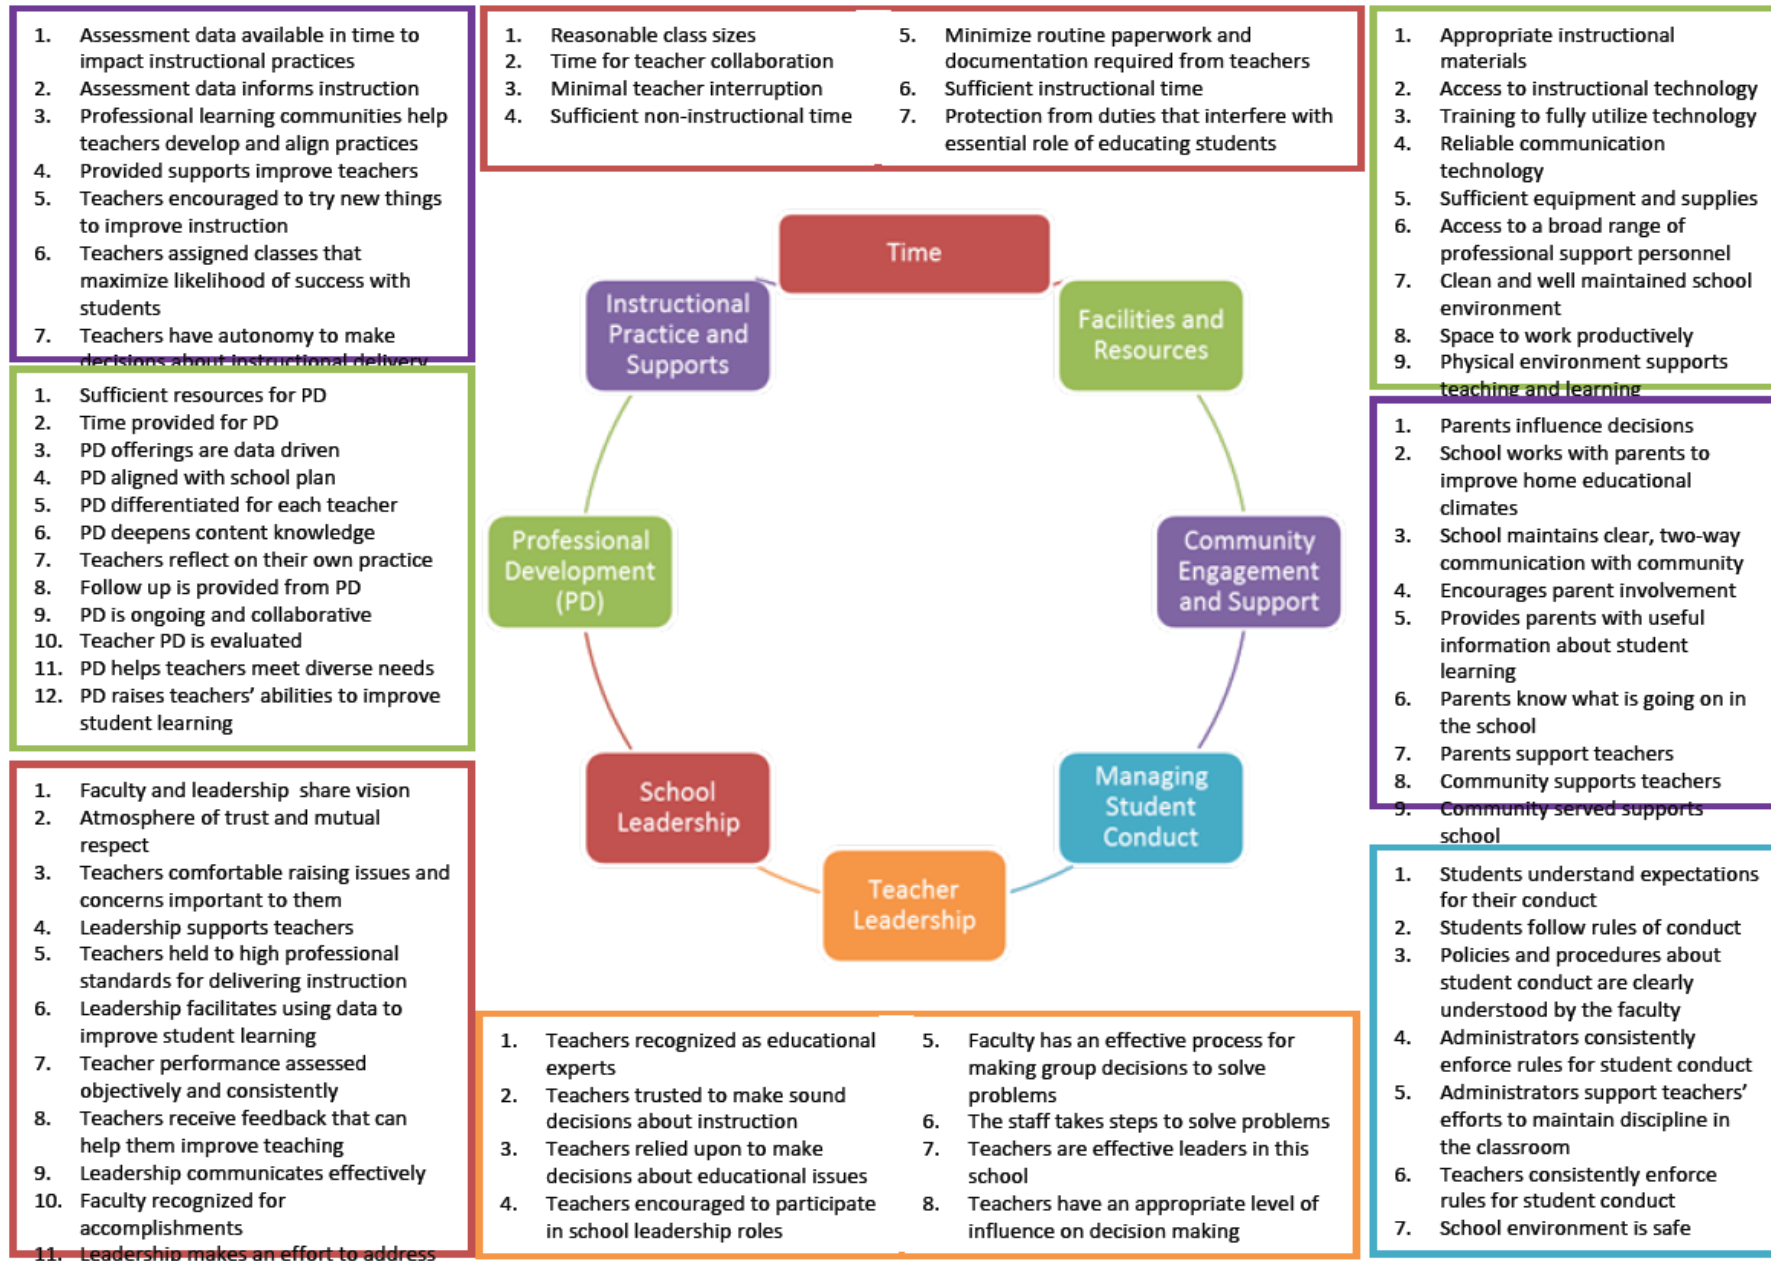 1. Assessment data available in time to
impact instructional practices
2. Assessment data informs instruction
3. Professional learning communities help
teachers develop and align practices
4. Provided supports improve teachers
5. Teachers encouraged to try new things
to improve instruction
6. Teachers assigned classes that
maximize likelihood of success with
students
7. Teachers have autonomy to make
decisions about instructional delivery
1. Reasonable class sizes
2. Time for teacher collaboration
3. Minimal teacher interruption
4. Sufficient non-instructional time
5. Minimize routine paperwork and
documentation required from teachers
6. Sufficient instructional time
7. Protection from duties that interfere with
essential role of educating students
1. Appropriate instructional
materials
2. Access to instructional technology
3. Training to fully utilize technology
4. Reliable communication
technology
5. Sufficient equipment and supplies
6. Access to a broad range of
professional support personnel
7. Clean and well maintained school
environment
8. Space to work productively
9. Physical environment supports
teaching and learning
Time
Instructional
Practice and
Supports
Facilities and
Resources
Professional
Development
(PD)
Community
Engagement
and Support
School
Leadership
Managing
Student
Conduct
Teacher
Leadership
1. Sufficient resources for PD
2. Time provided for PD
3. PD offerings are data driven
4. PD aligned with school plan
5. PD differentiated for each teacher
6. PD deepens content knowledge
7. Teachers reflect on their own practice
8. Follow up is provided from PD
9. PD is ongoing and collaborative
10. Teacher PD is evaluated
11. PD helps teachers meet diverse needs
12. PD raises teachers’ abilities to improve
student learning
1. Parents influence decisions
2. School works with parents to
improve home educational
climates
3. School maintains clear, two-way
communication with community
4. Encourages parent involvement
5. Provides parents with useful
information about student
learning
6. Parents know what is going on in
the school
7. Parents support teachers
8. Community supports teachers
9. Community served supports
school
1. Faculty and leadership share vision
2. Atmosphere of trust and mutual
respect
3. Teachers comfortable raising issues and
concerns important to them
4. Leadership supports teachers
5. Teachers held to high professional
standards for delivering instruction
6. Leadership facilitates using data to
improve student learning
7. Teacher performance assessed
objectively and consistently
8. Teachers receive feedback that can
help them improve teaching
9. Leadership communicates effectively
10. Faculty recognized for
accomplishments
11. Leadership makes an effort to address
1. Teachers recognized as educational
experts
2. Teachers trusted to make sound
decisions about instruction
3. Teachers relied upon to make
decisions about educational issues
4. Teachers encouraged to participate
in school leadership roles
5. Faculty has an effective process for
making group decisions to solve
problems
6. The staff takes steps to solve problems
7. Teachers are effective leaders in this
school
8. Teachers have an appropriate level of
influence on decision making
1. Students understand expectations
for their conduct
2. Students follow rules of conduct
3. Policies and procedures about
student conduct are clearly
understood by the faculty
4. Administrators consistently
enforce rules for student conduct
5. Administrators support teachers’
efforts to maintain discipline in
the classroom
6. Teachers consistently enforce
rules for student conduct
7. School environment is safe